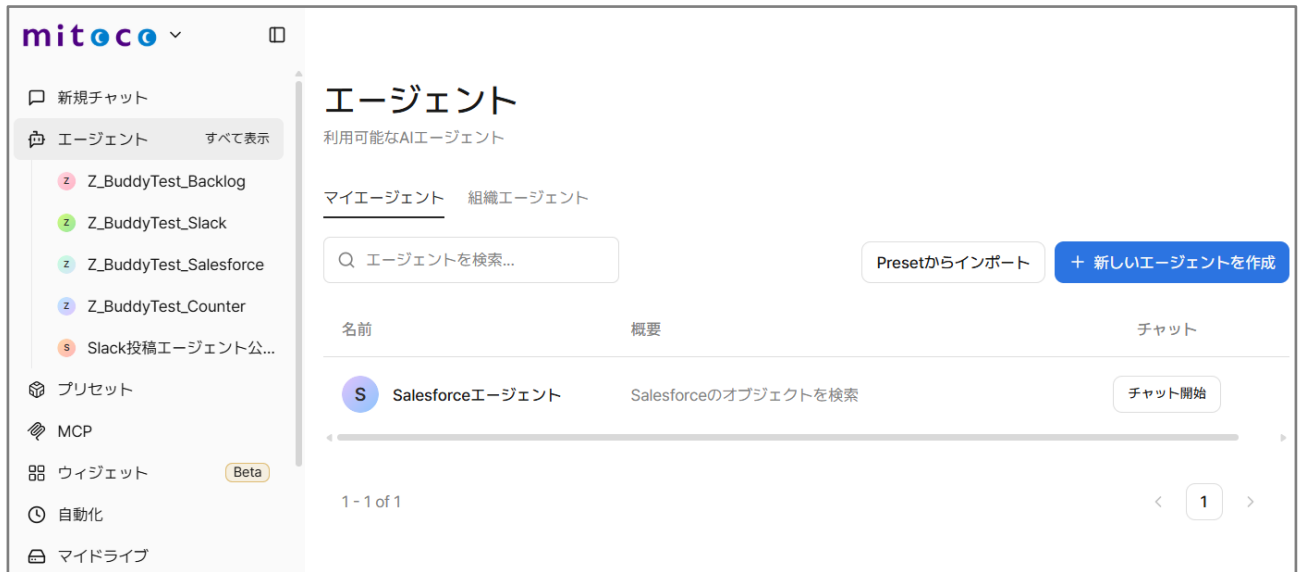 mitoco
新規チャット
エージェント すべて表示
Z Z_BuddyTest_Backlog
Z Z_BuddyTest_Slack
Z Z_BuddyTest_Salesforce
Z Z_BuddyTest_Counter
S Slack投稿エージェント公...
プリセット
MCP
ウィジェット Beta
自動化
マイドライブ
エージェント
利用可能なAIエージェント
マイエージェント 組織エージェント
エージェントを検索...
Presetからインポート
+ 新しいエージェントを作成
名前 概要 チャット
S Salesforceエージェント Salesforceのオブジェクトを検索 チャット開始
1 - 1 of 1
1